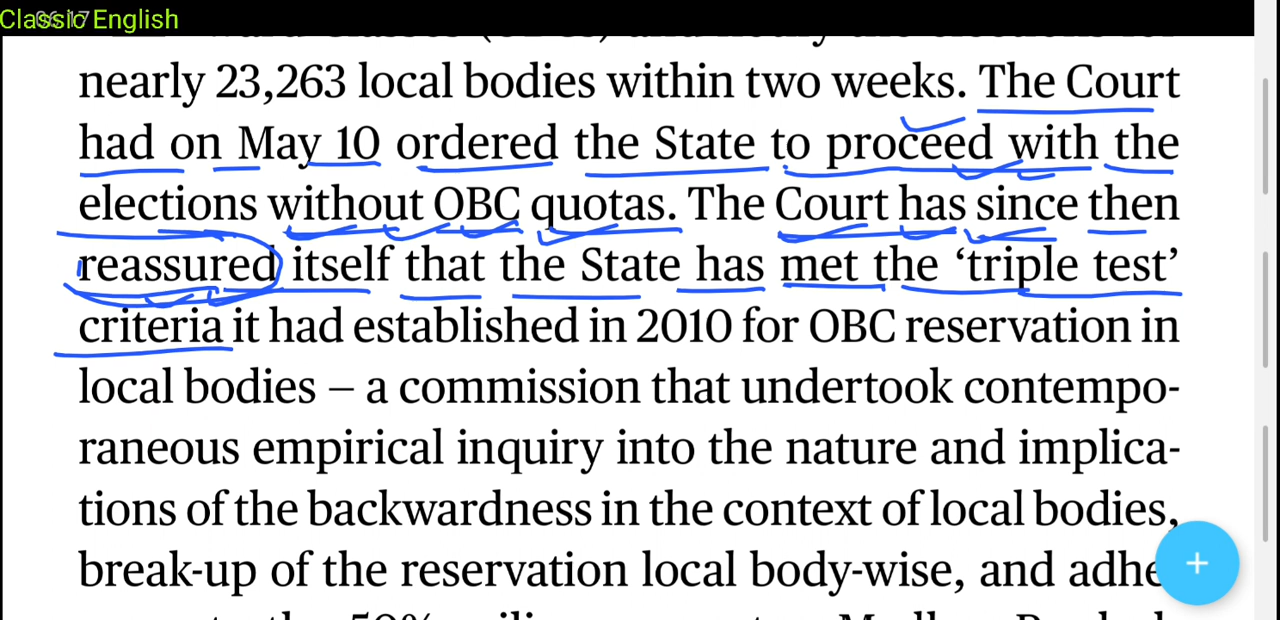 Classic English
nearly 23,263 local bodies within two weeks. The Court
had on May 10 ordered the State to proceed with the
elections without OBC quotas. The Court has since then
reassured itself that the State has met the ‘triple test’
criteria it had established in 2010 for OBC reservation in
local bodies – a commission that undertook contempo-
raneous empirical inquiry into the nature and implica-
tions of the backwardness in the context of local bodies,
break-up of the reservation local body-wise, and adhe